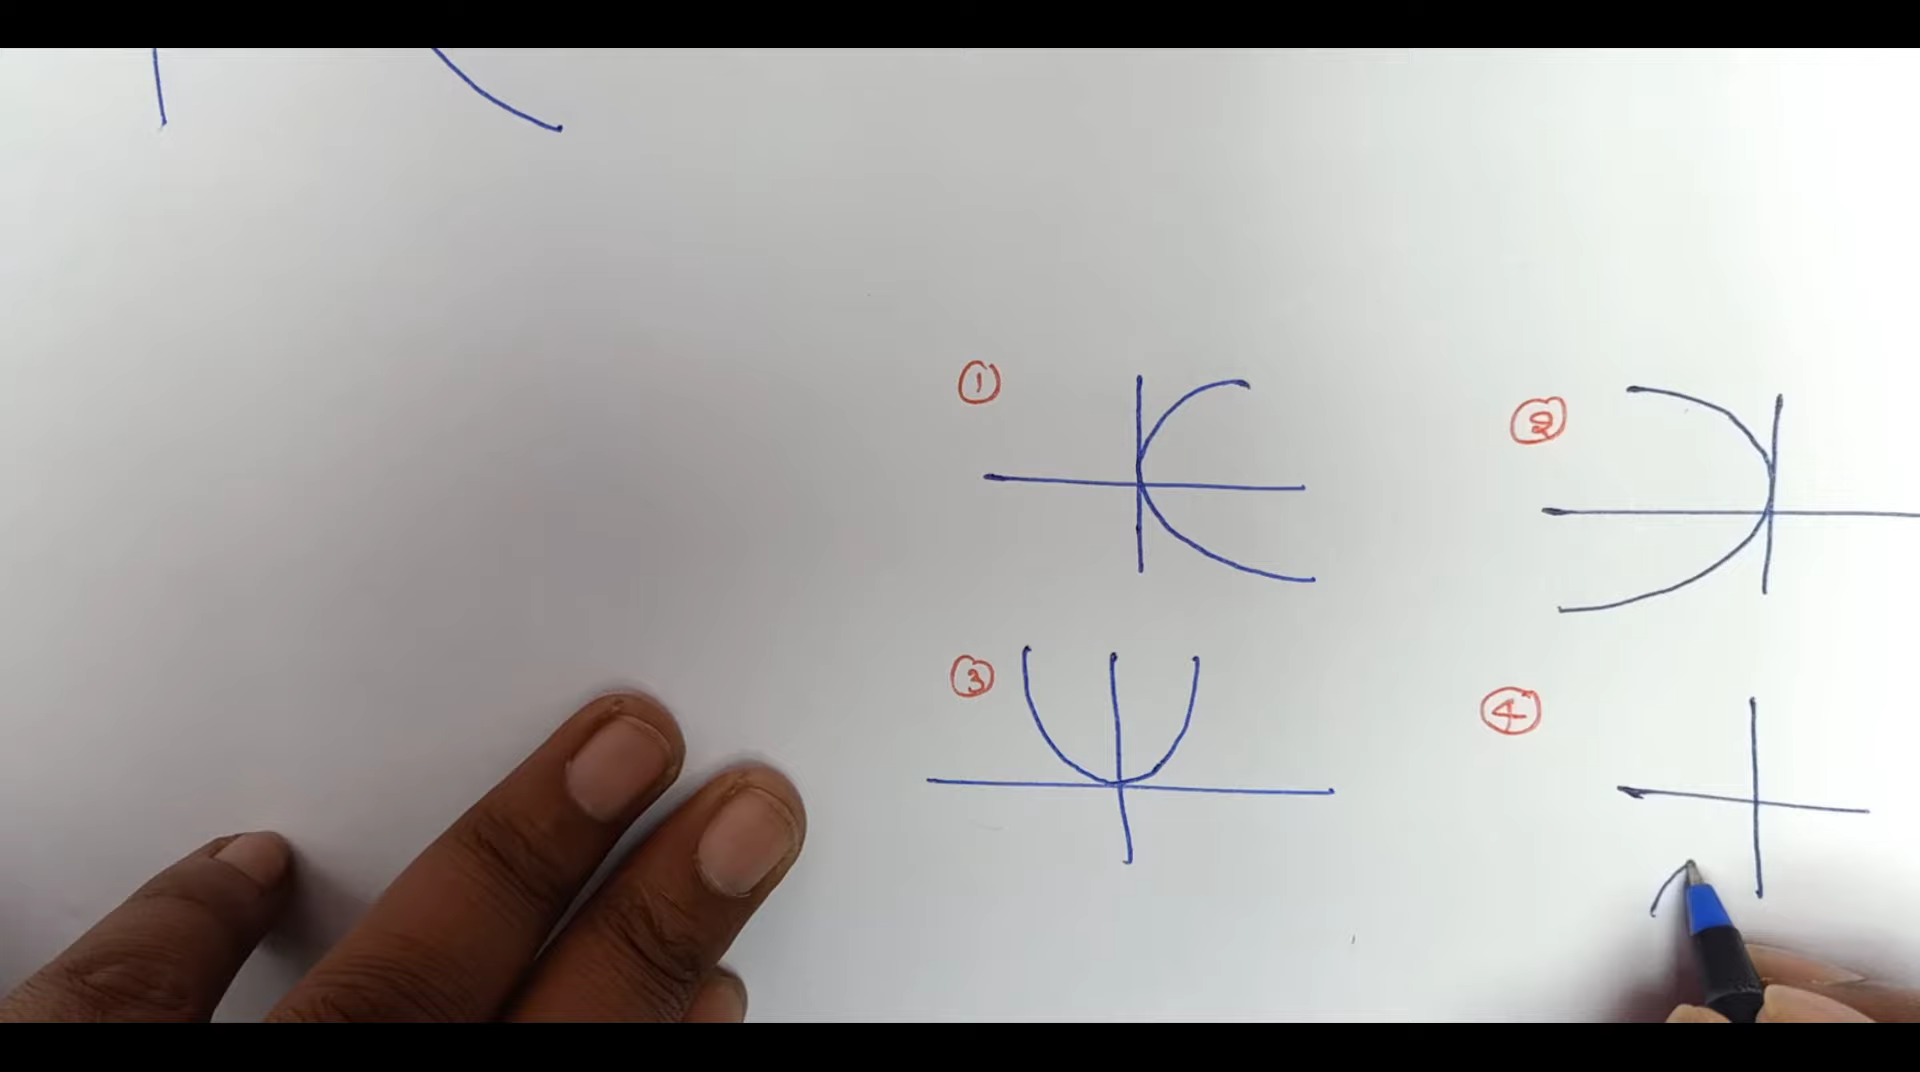 ①
②
③
④